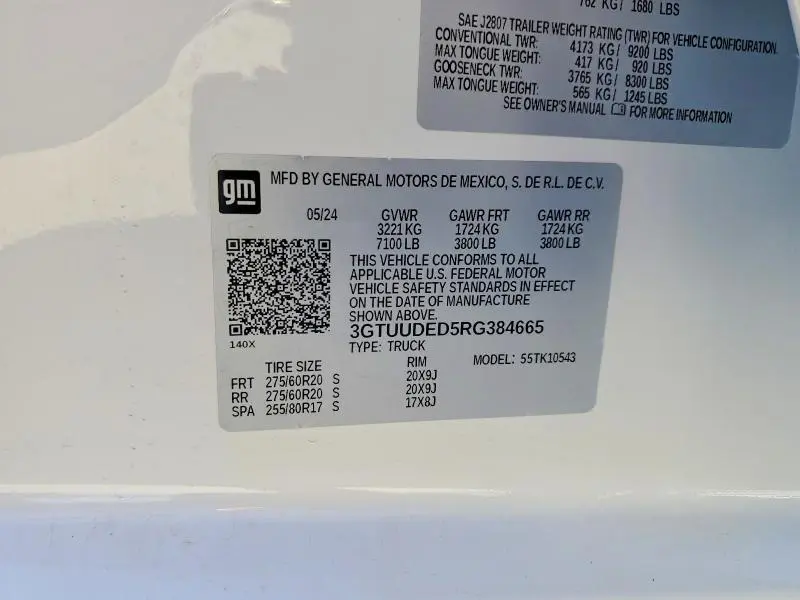 762 KG/ 1680 LBS
SAE J2807 TRAILER WEIGHT RATING (TWR) FOR VEHICLE CONFIGURATION.
CONVENTIONAL TWR: 4173 KG/ 9200 LBS
MAX TONGUE WEIGHT: 417 KG/ 920 LBS
GOOSENECK TWR: 3765 KG/ 8300 LBS
MAX TONGUE WEIGHT: 565 KG/ 1245 LBS
SEE OWNER'S MANUAL FOR MORE INFORMATION
gm MFD BY GENERAL MOTORS DE MEXICO, S. DE R.L. DE C.V.
05/24 GVWR GAWR FRT GAWR RR
3221 KG 1724 KG 1724 KG
7100 LB 3800 LB 3800 LB
THIS VEHICLE CONFORMS TO ALL
APPLICABLE U.S. FEDERAL MOTOR
VEHICLE SAFETY STANDARDS IN EFFECT
ON THE DATE OF MANUFACTURE
SHOWN ABOVE.
3GTUUDED5RG384665
140X
TYPE: TRUCK
MODEL: 55TK10543
TIRE SIZE RIM
FRT 275/60R20 S 20X9J
RR 275/60R20 S 20X9J
SPA 255/80R17 S 17X8J